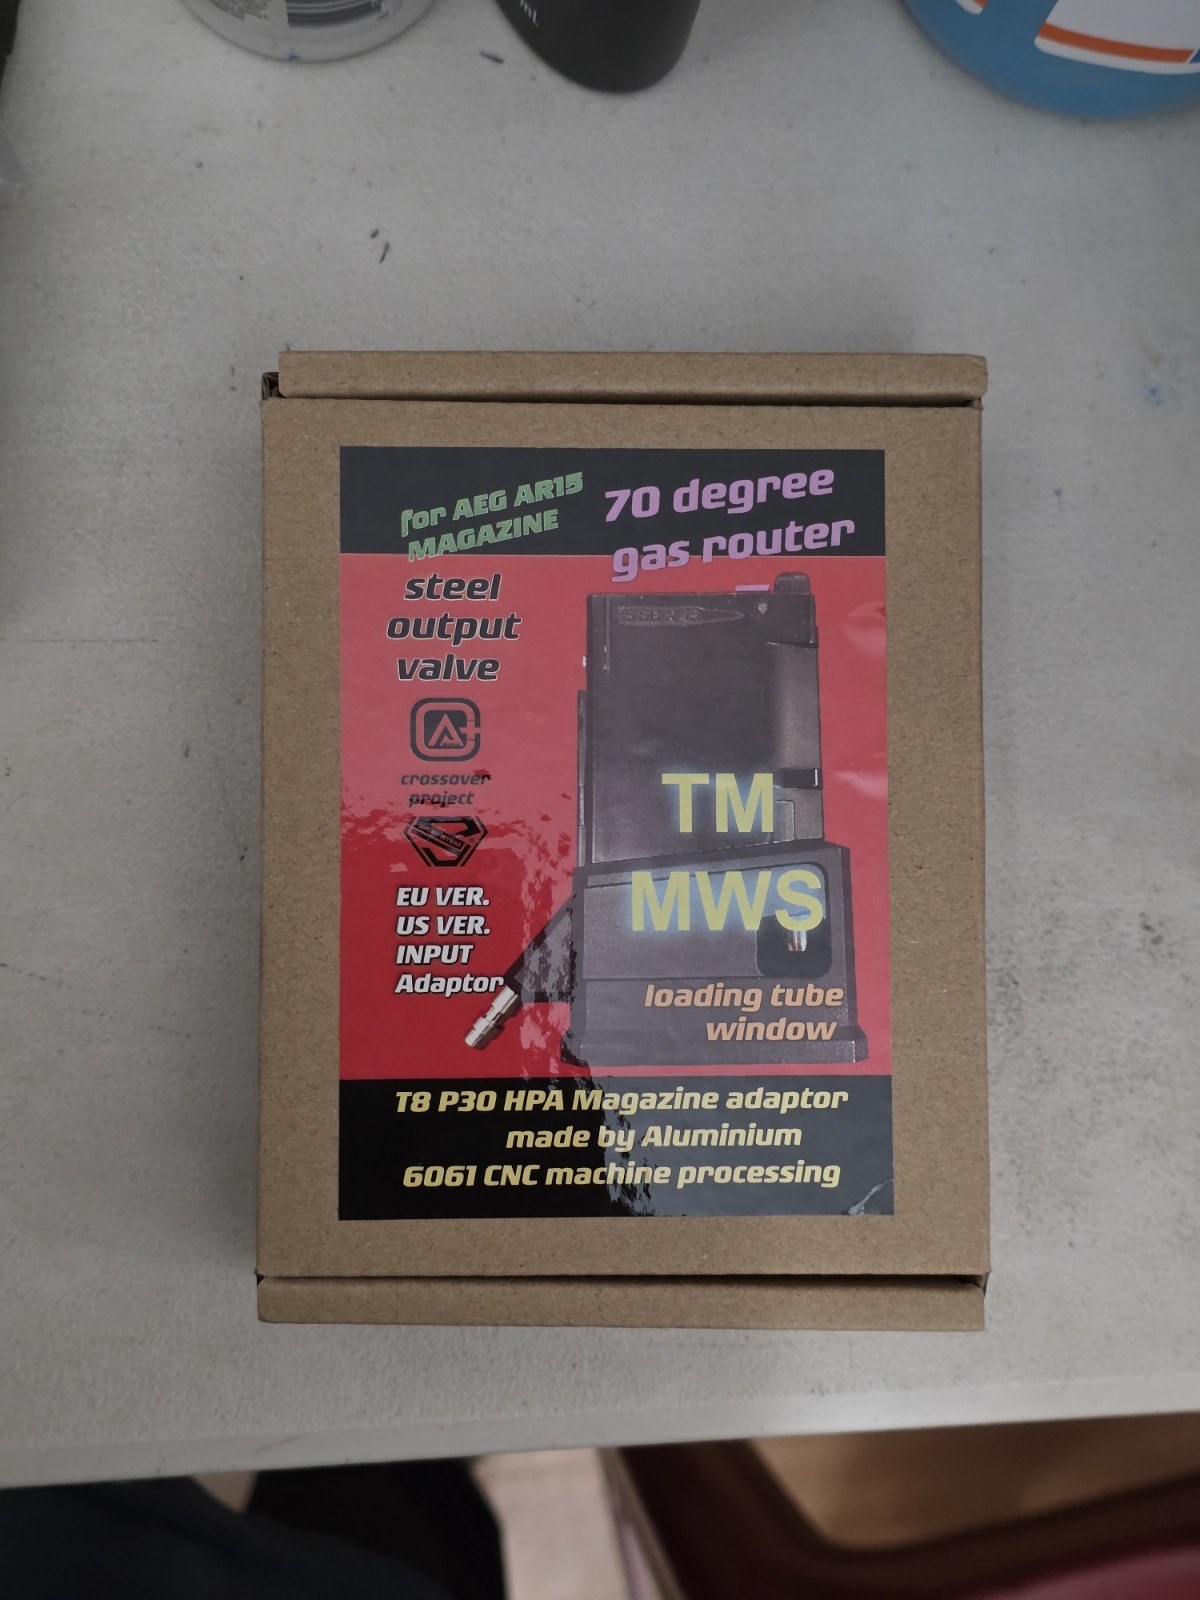 mL
for AEG AR15
MAGAZINE
70 degree
gas router
steel
output
valve
crossover
project
TM
MWS
EU VER.
US VER.
INPUT
Adaptor
loading tube
window
T8 P30 HPA Magazine adaptor
made by Aluminium
6061 CNC machine processing